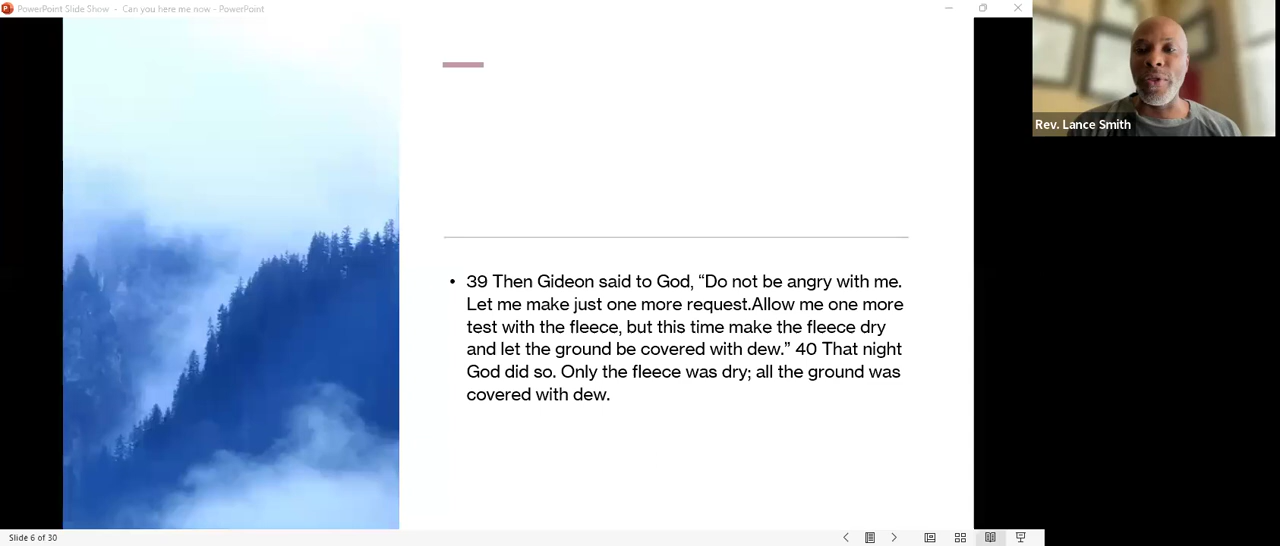 PowerPoint Slide Show - Can you here me now - PowerPoint
Rev. Lance Smith
• 39 Then Gideon said to God, “Do not be angry with me.
Let me make just one more request.Allow me one more
test with the fleece, but this time make the fleece dry
and let the ground be covered with dew.” 40 That night
God did so. Only the fleece was dry; all the ground was
covered with dew.
Slide 6 of 30